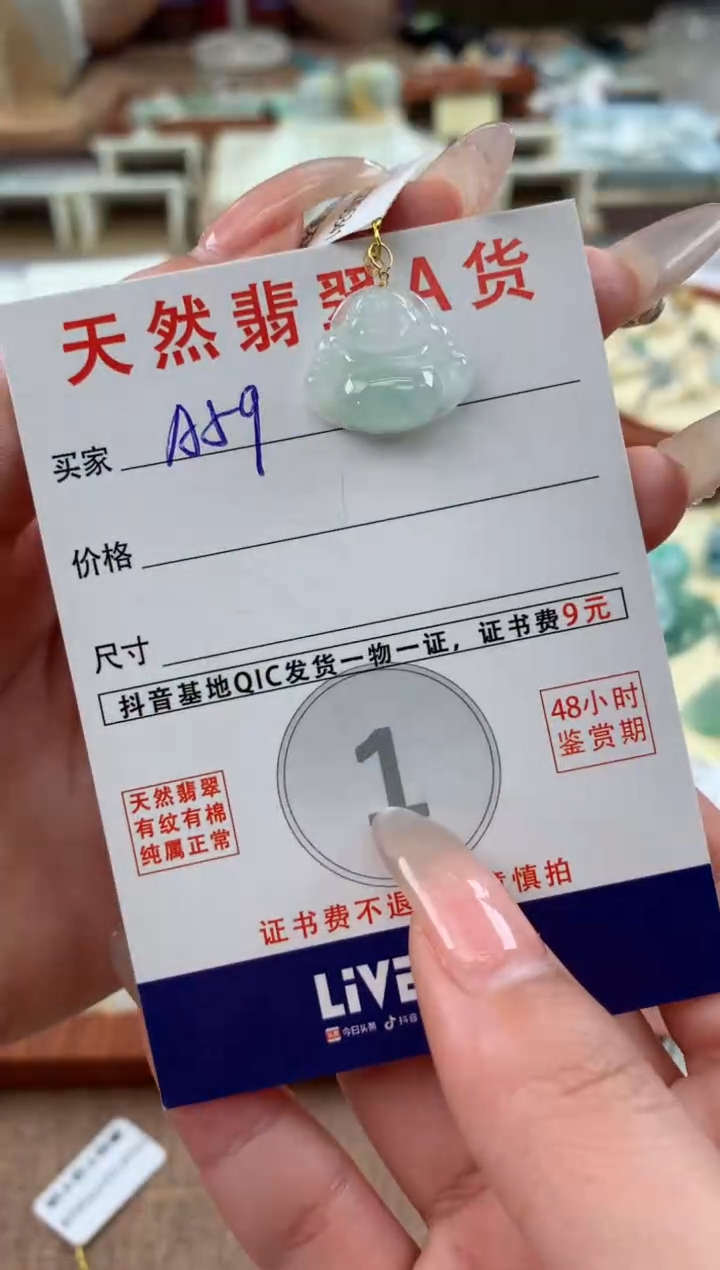 天然翡翠A货
买家 A59
价格
尺寸
抖音基地QIC发货一物一证，证书费9元
48小时
鉴赏期
1
天然翡翠
有纹有棉
纯属正常
证书费不退 慎拍
LiVE
今日头条 抖音